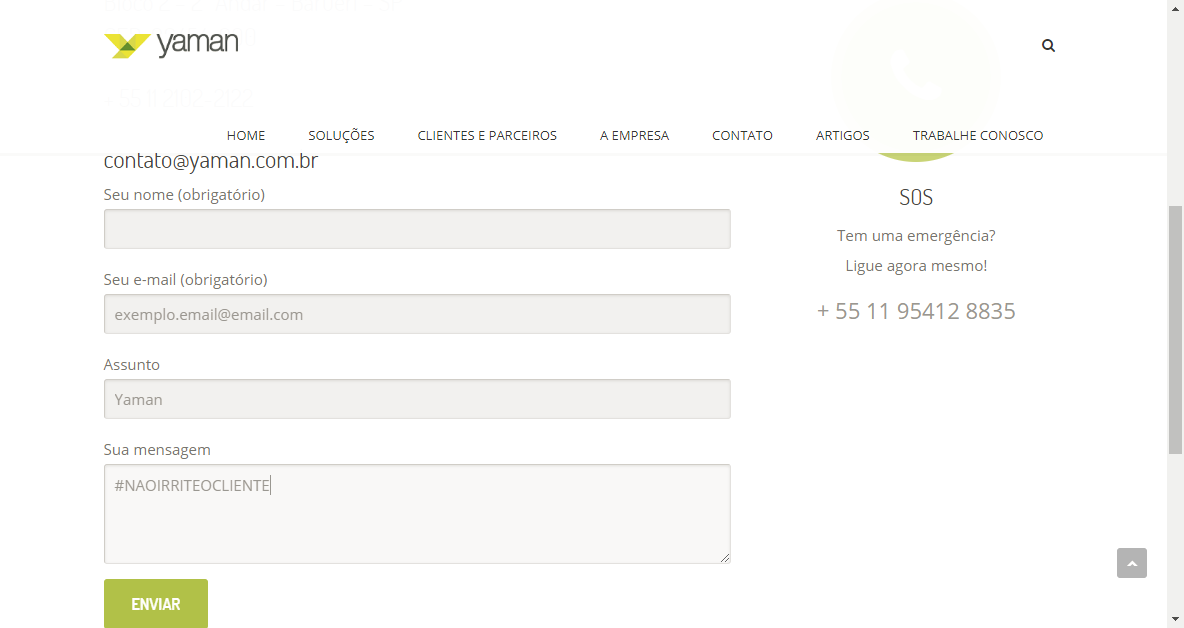 yaman
HOME SOLUÇÕES CLIENTES E PARCEIROS A EMPRESA CONTATO ARTIGOS TRABALHE CONOSCO
contato@yaman.com.br
Seu nome (obrigatório)
Seu e-mail (obrigatório)
exemplo.email@email.com
Assunto
Yaman
Sua mensagem
#NAOIRRITEOCLIENTE
ENVIAR
SOS
Tem uma emergência?
Ligue agora mesmo!
+ 55 11 95412 8835